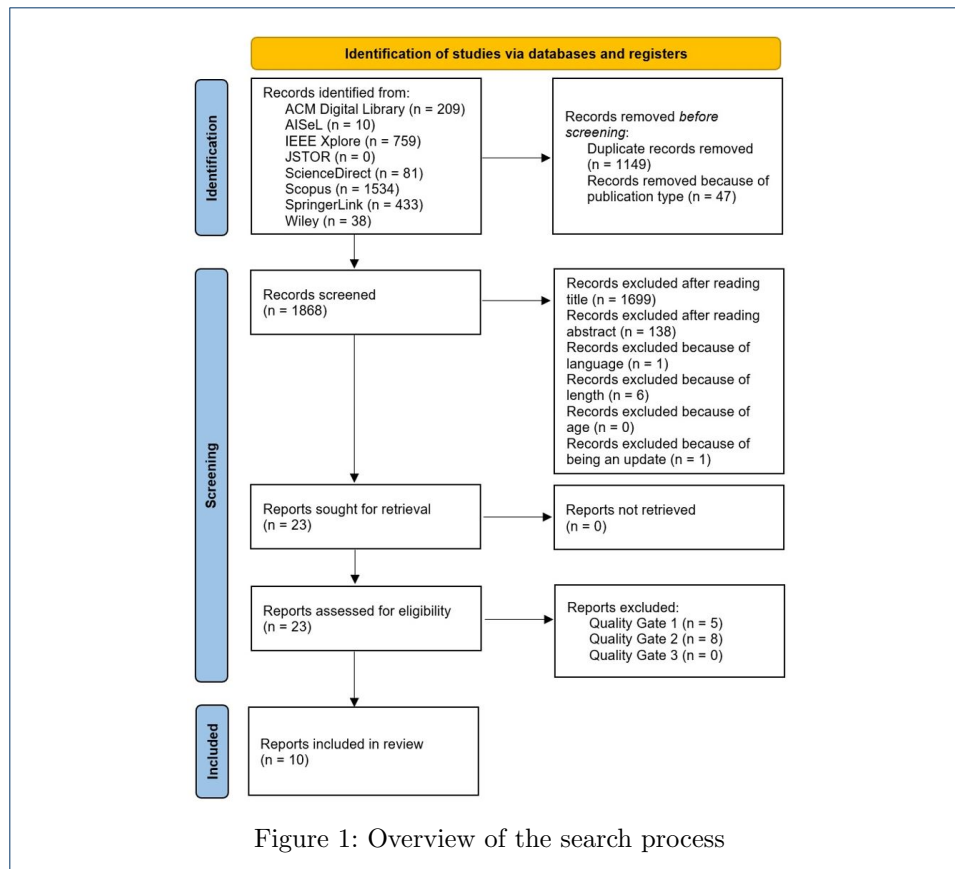 Identification of studies via databases and registers
Identification
Records identified from:
ACM Digital Library (n = 209)
AISeL (n = 10)
IEEE Xplore (n = 759)
JSTOR (n = 0)
ScienceDirect (n = 81)
Scopus (n = 1534)
SpringerLink (n = 433)
Wiley (n = 38)
Records removed before
screening:
Duplicate records removed
(n = 1149)
Records removed because of
publication type (n = 47)
Screening
Records screened
(n = 1868)
Records excluded after reading
title (n = 1699)
Records excluded after reading
abstract (n = 138)
Records excluded because of
language (n = 1)
Records excluded because of
length (n = 6)
Records excluded because of
age (n = 0)
Records excluded because of
being an update (n = 1)
Reports sought for retrieval
(n = 23)
Reports not retrieved
(n = 0)
Reports assessed for eligibility
(n = 23)
Reports excluded:
Quality Gate 1 (n = 5)
Quality Gate 2 (n = 8)
Quality Gate 3 (n = 0)
Included
Reports included in review
(n = 10)
Figure 1: Overview of the search process